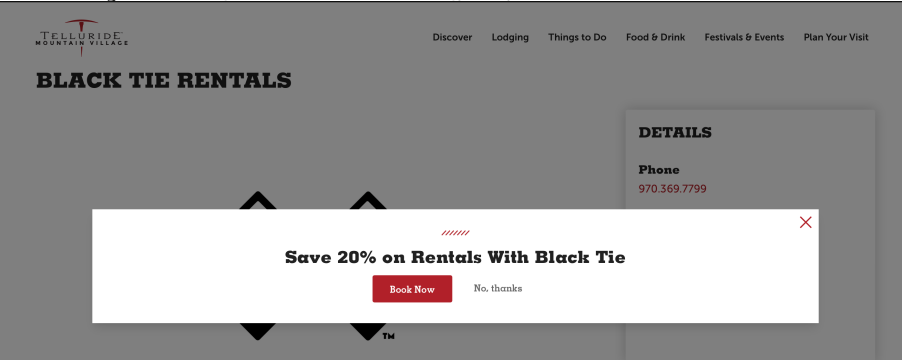 TELLURIDE
MOUNTAIN VILLAGE
Discover Lodging Things to Do Food & Drink Festivals & Events Plan Your Visit
BLACK TIE RENTALS
DETAILS
Phone
970.369.7799
Save 20% on Rentals With Black Tie
Book Now No, thanks
TM